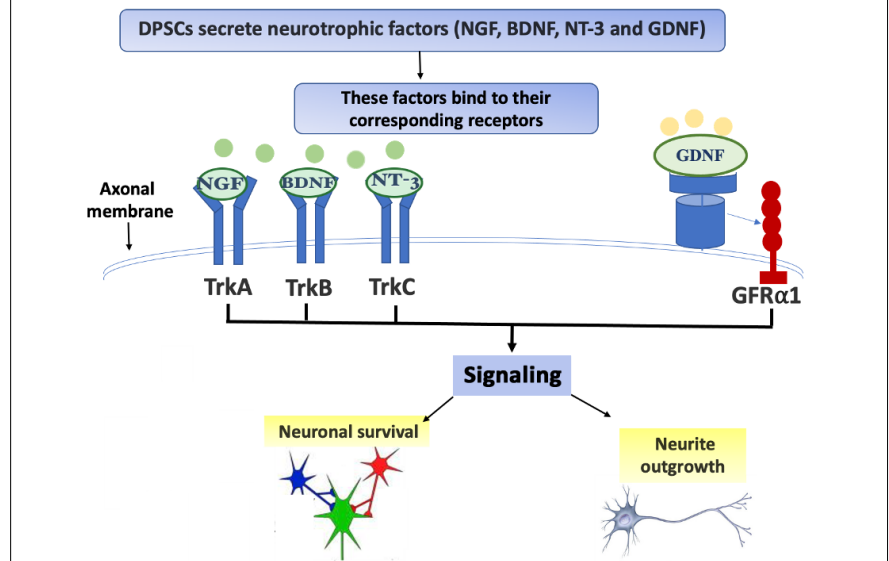 DPSCs secrete neurotrophic factors (NGF, BDNF, NT-3 and GDNF)
These factors bind to their
corresponding receptors
GDNF
NGF
BDNF
NT-3
Axonal
membrane
TrkA
TrkB
TrkC
GFRα1
Signaling
Neuronal survival
Neurite
outgrowth